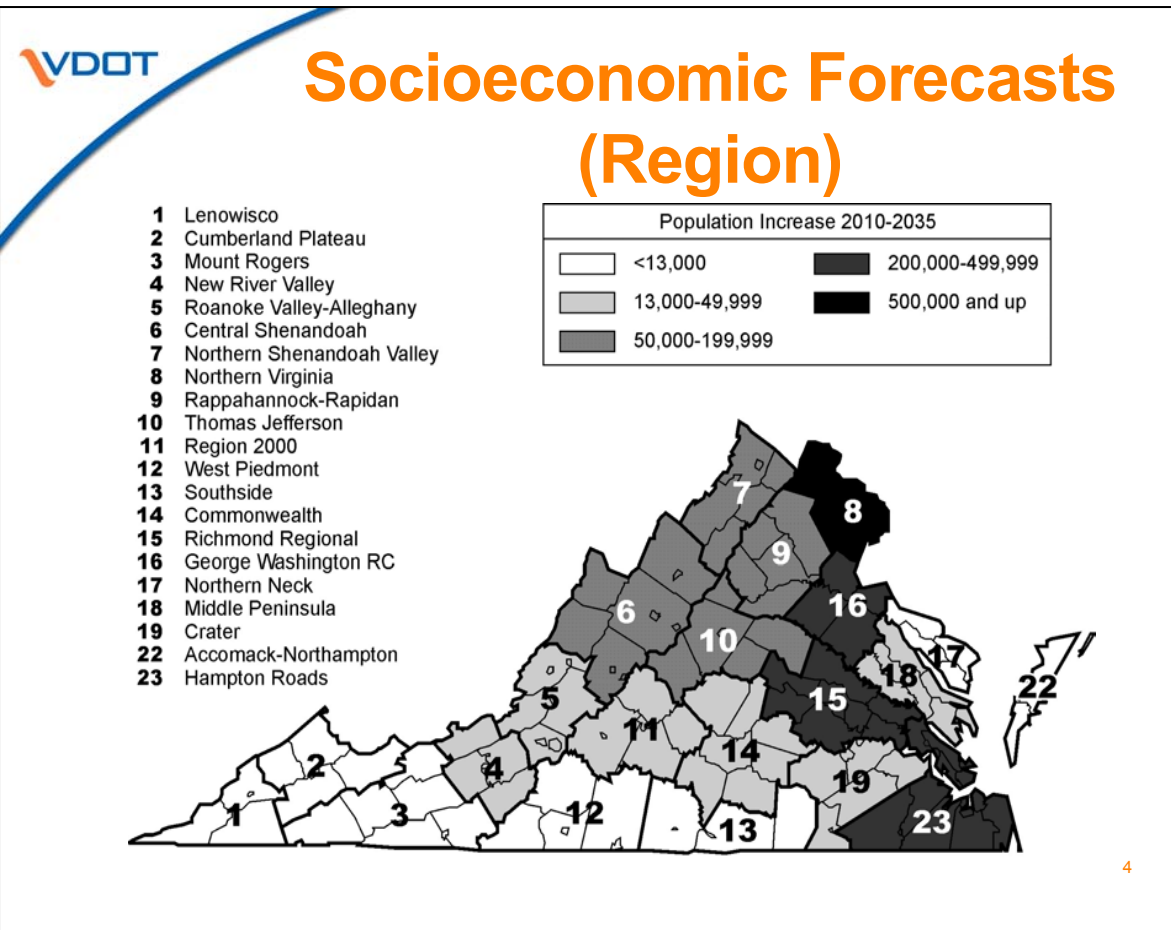 VDOT
Socioeconomic Forecasts
(Region)
1 Lenowisco
2 Cumberland Plateau
3 Mount Rogers
4 New River Valley
5 Roanoke Valley-Alleghany
6 Central Shenandoah
7 Northern Shenandoah Valley
8 Northern Virginia
9 Rappahannock-Rapidan
10 Thomas Jefferson
11 Region 2000
12 West Piedmont
13 Southside
14 Commonwealth
15 Richmond Regional
16 George Washington RC
17 Northern Neck
18 Middle Peninsula
19 Crater
22 Accomack-Northampton
23 Hampton Roads
Population Increase 2010-2035
<13,000
200,000-499,999
13,000-49,999
500,000 and up
50,000-199,999
7
8
9
16
6
10
17
18
22
5
15
11
14
2
4
19
1
3
12
13
23
4